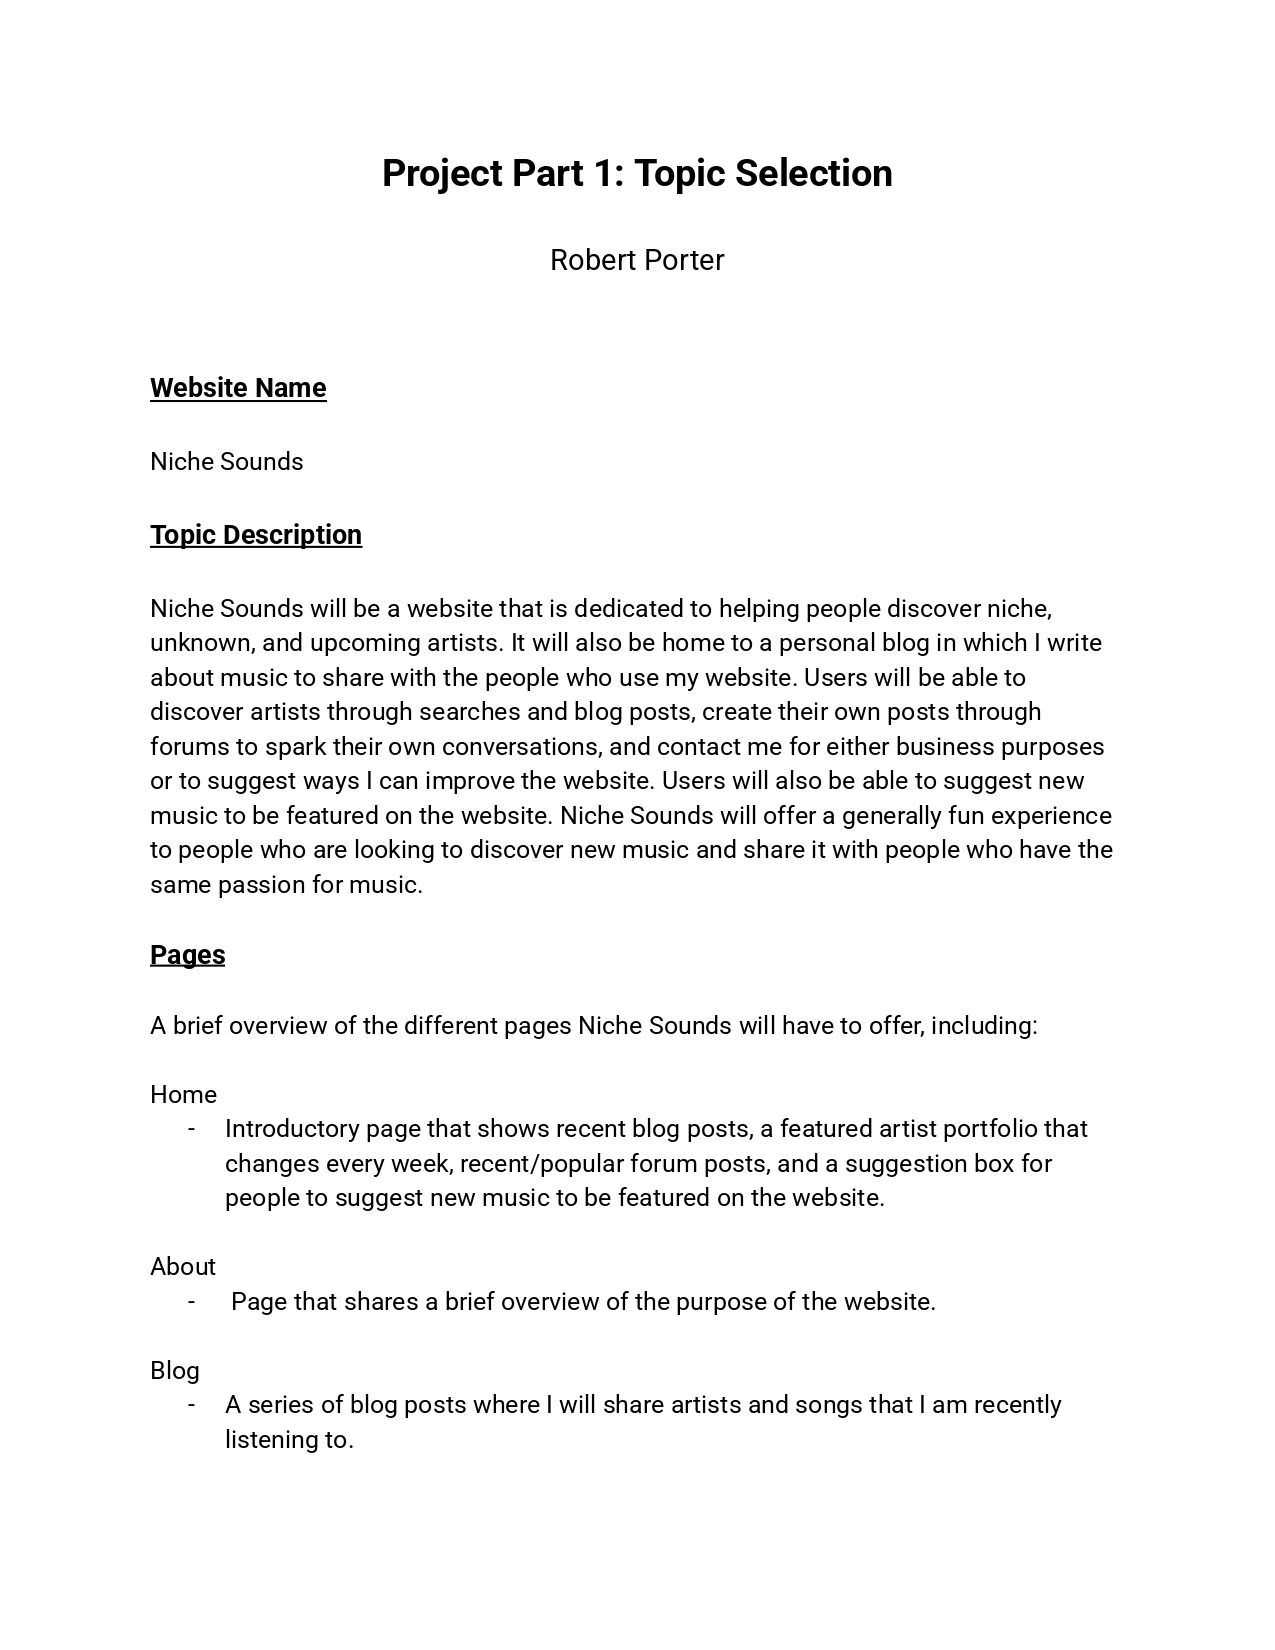 Project Part 1: Topic Selection
Robert Porter
Website Name
Niche Sounds
Topic Description
Niche Sounds will be a website that is dedicated to helping people discover niche,
unknown, and upcoming artists. It will also be home to a personal blog in which I write
about music to share with the people who use my website. Users will be able to
discover artists through searches and blog posts, create their own posts through
forums to spark their own conversations, and contact me for either business purposes
or to suggest ways I can improve the website. Users will also be able to suggest new
music to be featured on the website. Niche Sounds will offer a generally fun experience
to people who are looking to discover new music and share it with people who have the
same passion for music.
Pages
A brief overview of the different pages Niche Sounds will have to offer, including:
Home
- Introductory page that shows recent blog posts, a featured artist portfolio that
changes every week, recent/popular forum posts, and a suggestion box for
people to suggest new music to be featured on the website.
About
- Page that shares a brief overview of the purpose of the website.
Blog
- A series of blog posts where I will share artists and songs that I am recently
listening to.